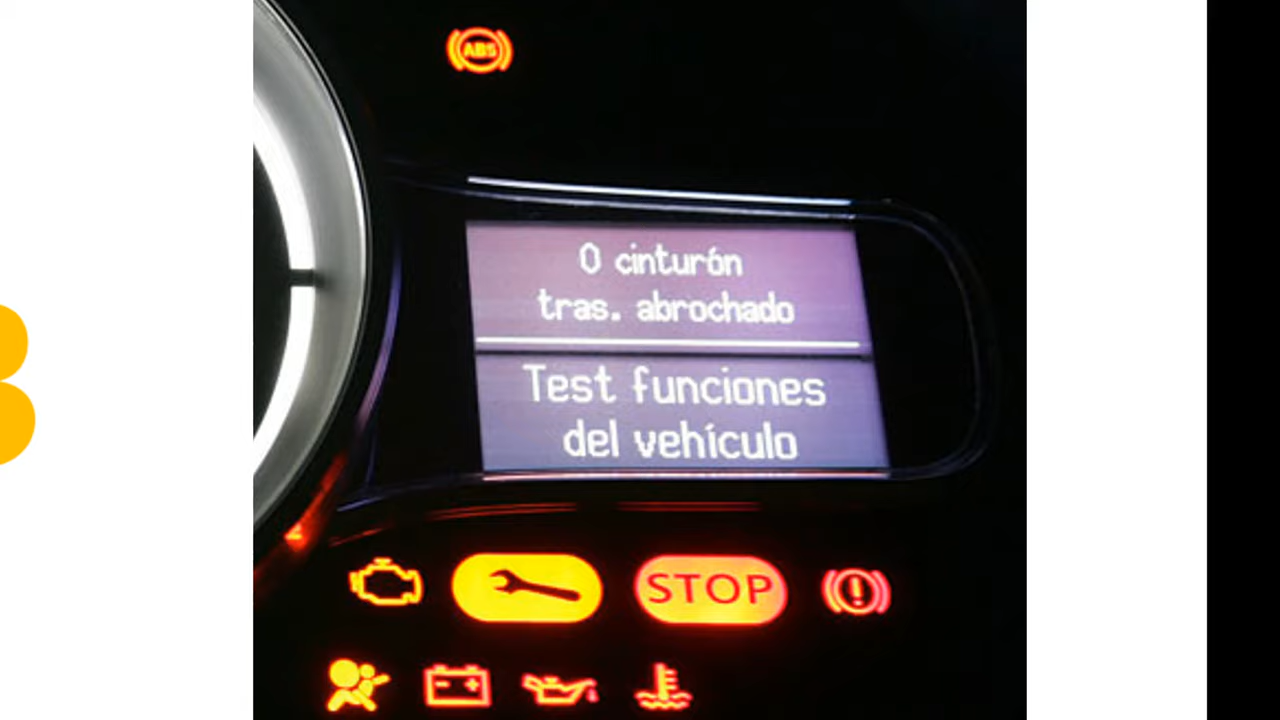 ABS
0 cinturón
tras. abrochado
Test funciones
del vehículo
STOP